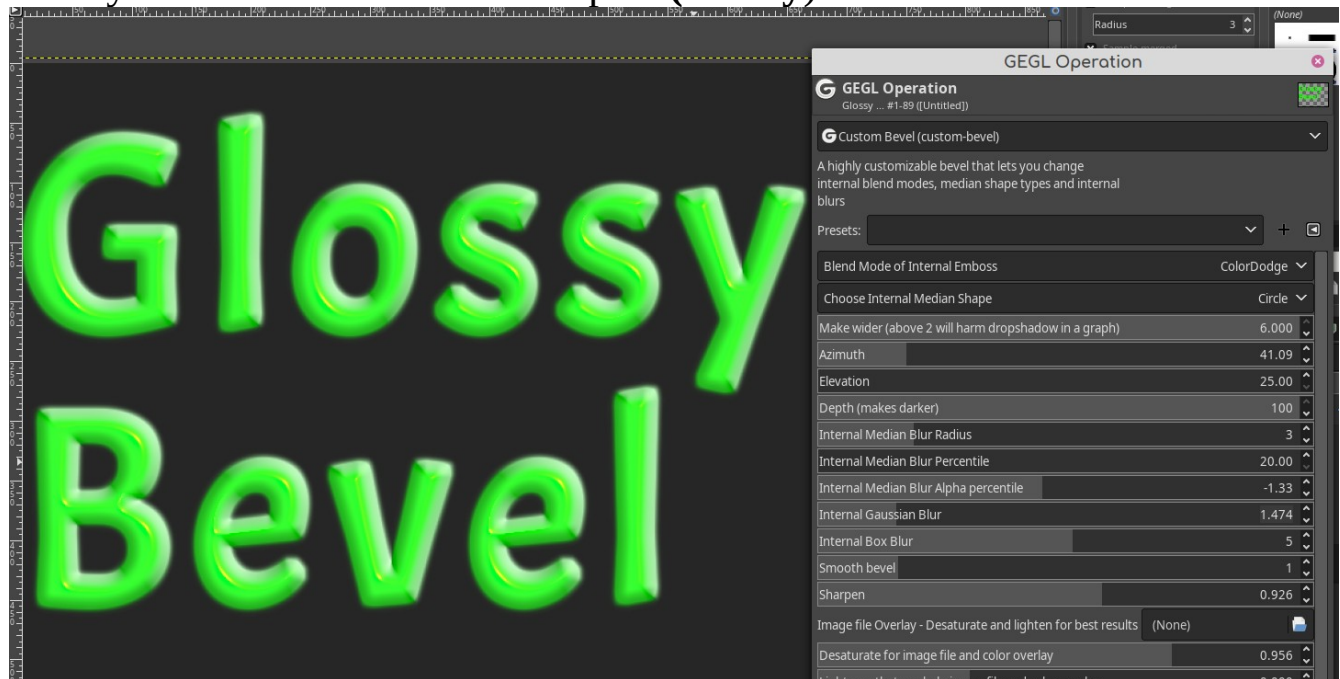 Radius 3
(None)
GEGL Operation
GEGL Operation
Glossy ... #1-89 ([Untitled])
Custom Bevel (custom-bevel)
A highly customizable bevel that lets you change
internal blend modes, median shape types and internal
blurs
Presets:
Blend Mode of Internal Emboss ColorDodge
Choose Internal Median Shape Circle
Make wider (above 2 will harm dropshadow in a graph) 6.000
Azimuth 41.09
Elevation 25.00
Depth (makes darker) 100
Internal Median Blur Radius 3
Internal Median Blur Percentile 20.00
Internal Median Blur Alpha percentile -1.33
Internal Gaussian Blur 1.474
Internal Box Blur 5
Smooth bevel 1
Sharpen 0.926
Image file Overlay - Desaturate and lighten for best results (None)
Desaturate for image file and color overlay 0.956
Glossy
Bevel